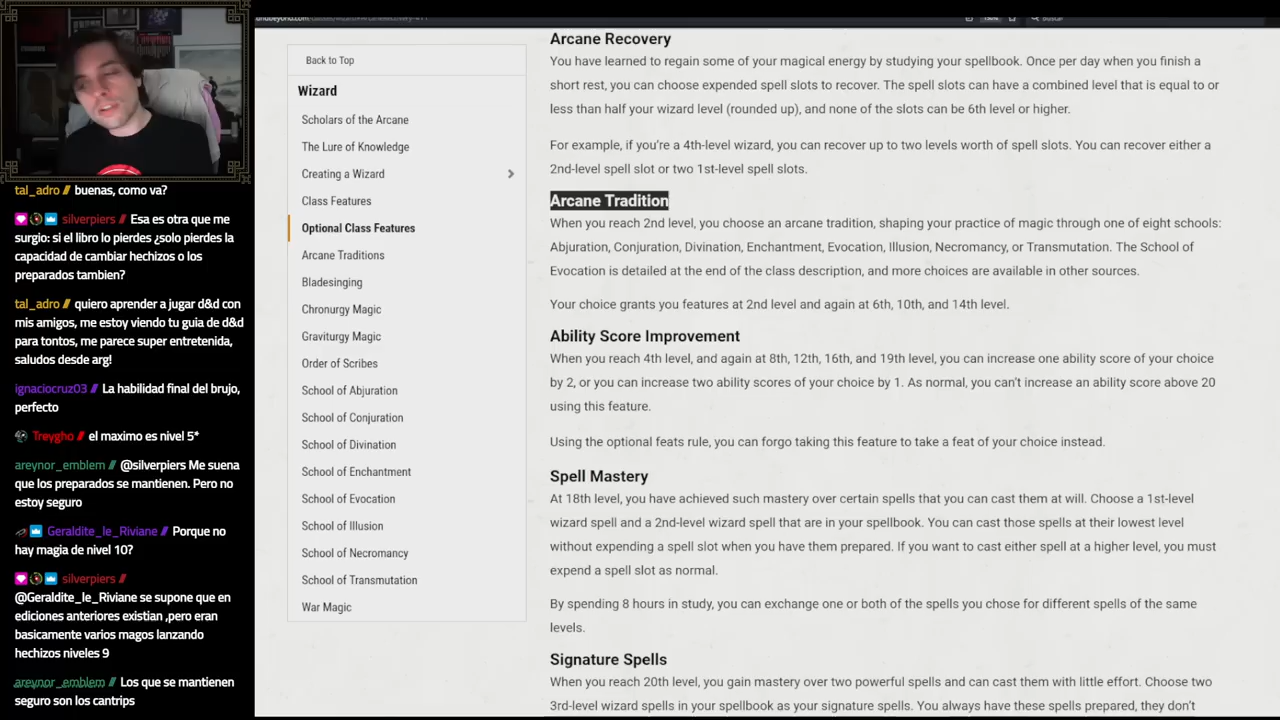 tal_adro // buenas, como va?
silverpiers // Esa es otra que me
surgio: si el libro lo pierdes ¿solo pierdes la
capacidad de cambiar hechizos o los
preparados tambien?
tal_adro // quiero aprender a jugar d&d con
mis amigos, me estoy viendo tu guia de d&d
para tontos, me parece super entretenida,
saludos desde arg!
ignaciocruz03 // La habilidad final del brujo,
perfecto
Treygho // el maximo es nivel 5*
areynor_emblem // @silverpiers Me suena
que los preparados se mantienen. Pero no
estoy seguro
Geraldite_le_Riviane // Porque no
hay magia de nivel 10?
silverpiers //
@Geraldite_le_Riviane se supone que en
ediciones anteriores existian ,pero eran
basicamente varios magos lanzando
hechizos niveles 9
areynor_emblem // Los que se mantienen
seguro son los cantrips
Back to Top
Wizard
Scholars of the Arcane
The Lure of Knowledge
Creating a Wizard
Class Features
Optional Class Features
Arcane Traditions
Bladesinging
Chronurgy Magic
Graviturgy Magic
Order of Scribes
School of Abjuration
School of Conjuration
School of Divination
School of Enchantment
School of Evocation
School of Illusion
School of Necromancy
School of Transmutation
War Magic
Arcane Recovery
You have learned to regain some of your magical energy by studying your spellbook. Once per day when you finish a
short rest, you can choose expended spell slots to recover. The spell slots can have a combined level that is equal to or
less than half your wizard level (rounded up), and none of the slots can be 6th level or higher.
For example, if you're a 4th-level wizard, you can recover up to two levels worth of spell slots. You can recover either a
2nd-level spell slot or two 1st-level spell slots.
Arcane Tradition
When you reach 2nd level, you choose an arcane tradition, shaping your practice of magic through one of eight schools:
Abjuration, Conjuration, Divination, Enchantment, Evocation, Illusion, Necromancy, or Transmutation. The School of
Evocation is detailed at the end of the class description, and more choices are available in other sources.
Your choice grants you features at 2nd level and again at 6th, 10th, and 14th level.
Ability Score Improvement
When you reach 4th level, and again at 8th, 12th, 16th, and 19th level, you can increase one ability score of your choice
by 2, or you can increase two ability scores of your choice by 1. As normal, you can't increase an ability score above 20
using this feature.
Using the optional feats rule, you can forgo taking this feature to take a feat of your choice instead.
Spell Mastery
At 18th level, you have achieved such mastery over certain spells that you can cast them at will. Choose a 1st-level
wizard spell and a 2nd-level wizard spell that are in your spellbook. You can cast those spells at their lowest level
without expending a spell slot when you have them prepared. If you want to cast either spell at a higher level, you must
expend a spell slot as normal.
By spending 8 hours in study, you can exchange one or both of the spells you chose for different spells of the same
levels.
Signature Spells
When you reach 20th level, you gain mastery over two powerful spells and can cast them with little effort. Choose two
3rd-level wizard spells in your spellbook as your signature spells. You always have these spells prepared, they don't